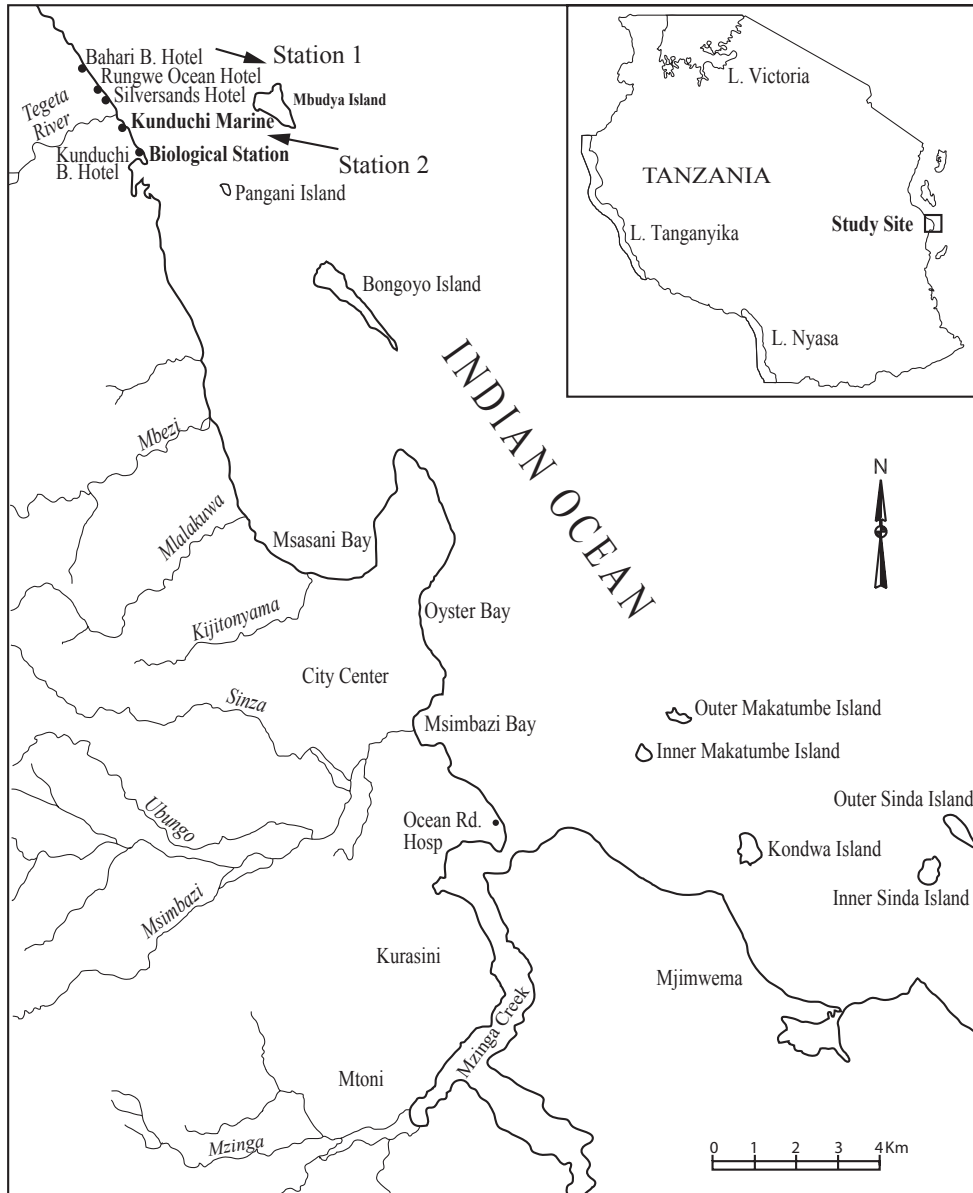 Bahari B. Hotel
Station 1
Rungwe Ocean Hotel
Silversands Hotel
Mbudya Island
Tegeta
River
Kunduchi Marine
Kunduchi
B. Hotel
Biological Station
Station 2
Pangani Island
Bongoyo Island
INDIAN OCEAN
L. Victoria
TANZANIA
Study Site
L. Tanganyika
L. Nyasa
N
Mbezi
Mlalakuwa
Msasani Bay
Kijitonyama
Oyster Bay
City Center
Sinza
Msimbazi Bay
Outer Makatumbe Island
Inner Makatumbe Island
Outer Sinda Island
Ubungo
Ocean Rd.
Hosp
Kondwa Island
Inner Sinda Island
Msimbazi
Kurasini
Mjimwema
Mzinga Creek
Mtoni
Mzinga
0 1 2 3 4Km